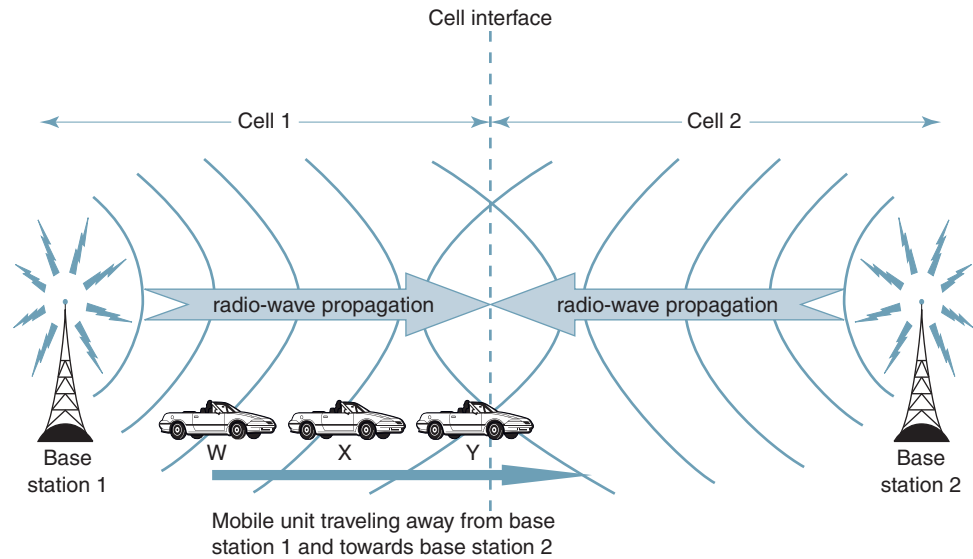 Cell interface
Cell 1
Cell 2
radio-wave propagation
radio-wave propagation
W
X
Y
Base
station 1
Base
station 2
Mobile unit traveling away from base
station 1 and towards base station 2